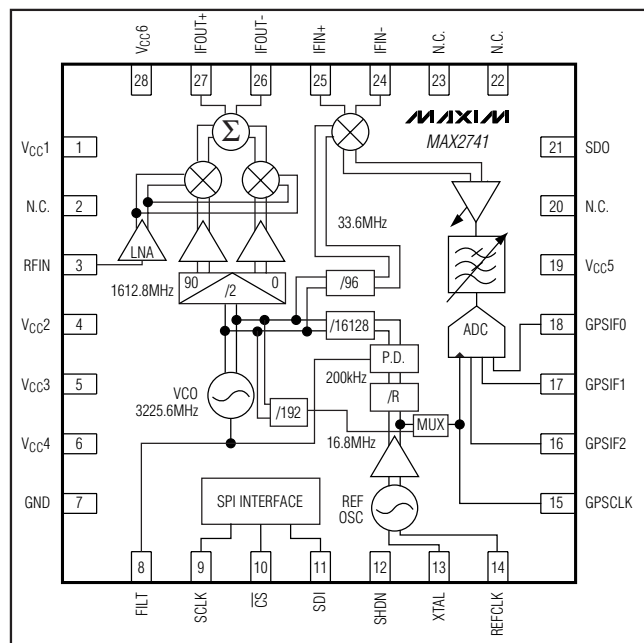 VCC6
IFOUT+
IFOUT-
IFIN+
IFIN-
N.C.
N.C.
28
27
26
25
24
23
22
MAXIM
MAX2741
VCC1
1
Σ
21
SDO
N.C.
2
20
N.C.
LNA
33.6MHz
RFIN
3
19
VCC5
1612.8MHz
90
/2
0
/96
VCC2
4
/16128
ADC
18
GPSIF0
P.D.
200kHz
VCC3
5
VCO
3225.6MHz
/R
17
GPSIF1
/192
MUX
VCC4
6
16.8MHz
16
GPSIF2
GND
7
SPI INTERFACE
REF
OSC
15
GPSCLK
8
9
10
11
12
13
14
FILT
SCLK
C̅S̅
SDI
SHDN
XTAL
REFCLK